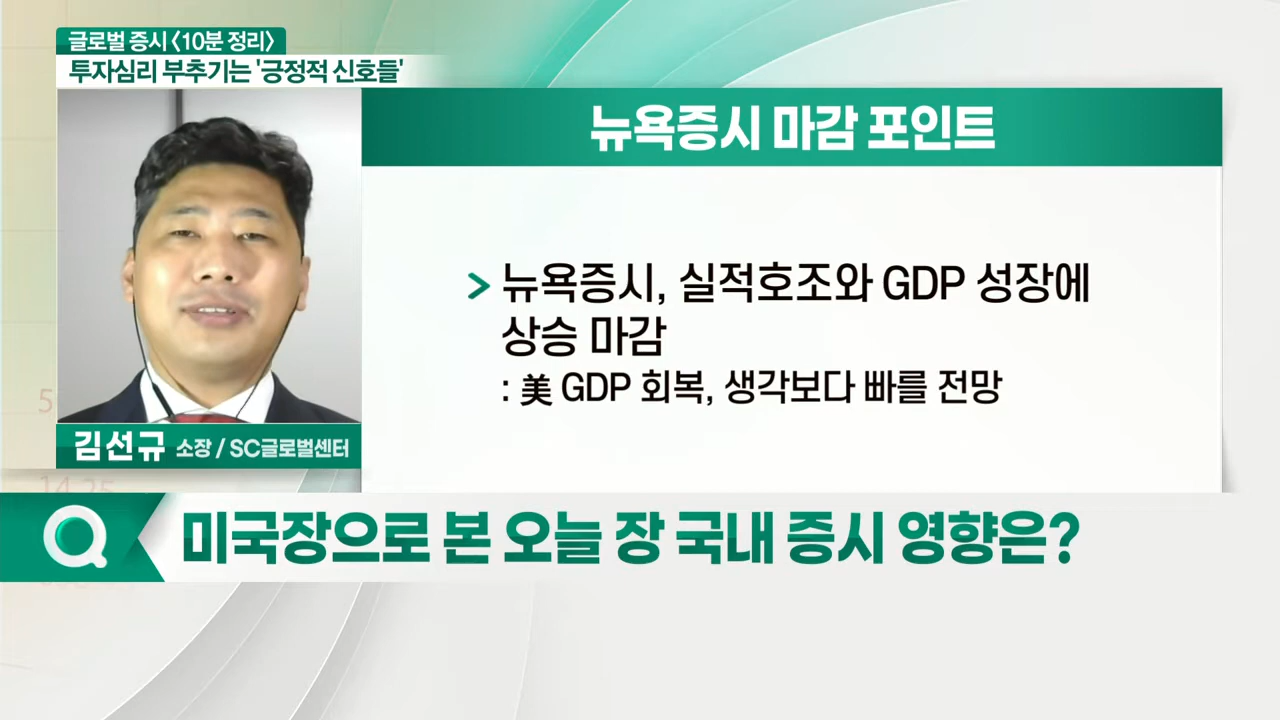 글로벌 증시 <10분 정리>
투자심리 부추기는 '긍정적 신호들'
뉴욕증시 마감 포인트
> 뉴욕증시, 실적호조와 GDP 성장에
상승 마감
: 美 GDP 회복, 생각보다 빠를 전망
김선규 소장 / SC글로벌센터
Q 미국장으로 본 오늘 장 국내 증시 영향은?